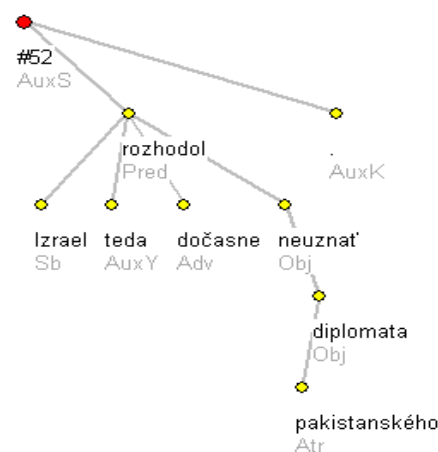 #52
AuxS
rozhodol
Pred
.
AuxK
Izrael teda dočasne neuznať
Sb AuxY Adv Obj
diplomata
Obj
pakistanského
Atr